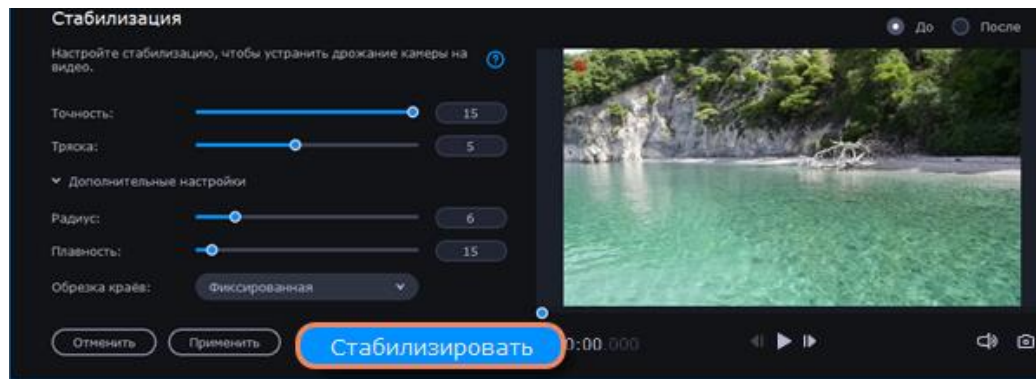 Стабилизация
До После
Настройте стабилизацию, чтобы устранить дрожание камеры на
видео.
Точность: 15
Тряска: 5
Дополнительные настройки
Радиус: 6
Плавность: 15
Обрезка краёв: Фиксированная
Отменить Применить Стабилизировать 0:00.000